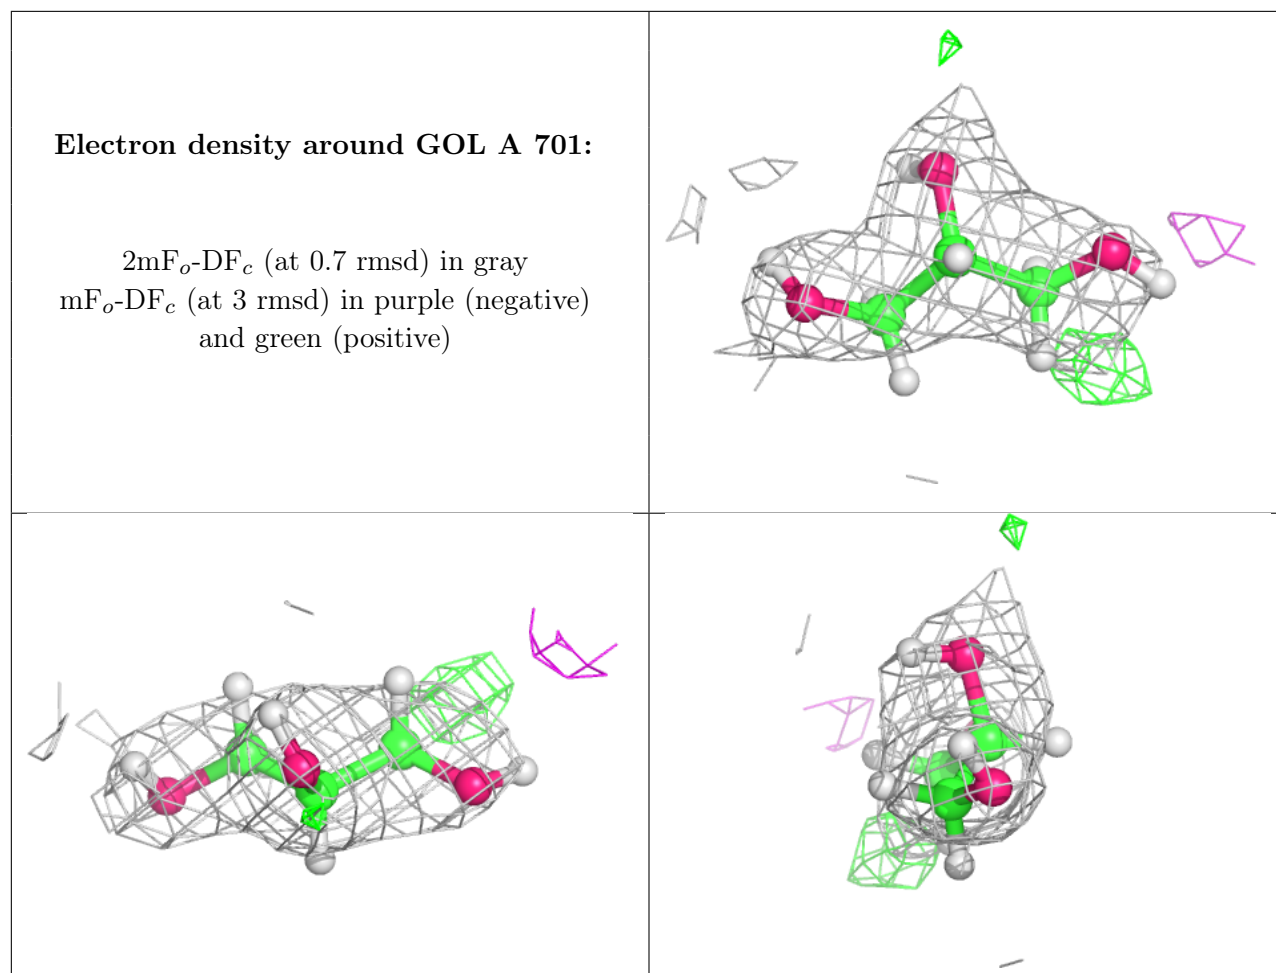 Electron density around GOL A 701:
2mFo-DFc (at 0.7 rmsd) in gray
mFo-DFc (at 3 rmsd) in purple (negative)
and green (positive)